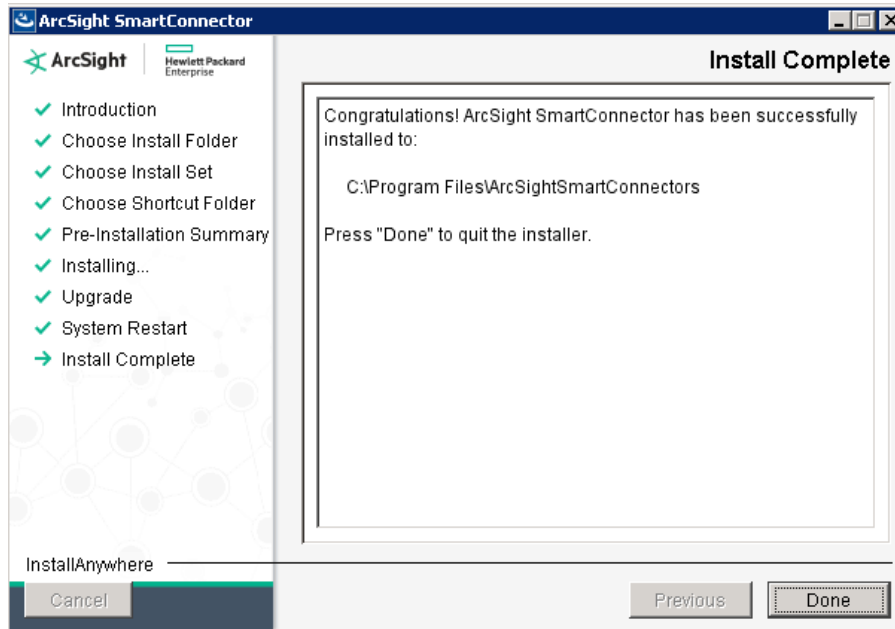 ArcSight SmartConnector
ArcSight
Hewlett Packard
Enterprise
Install Complete
Introduction
Choose Install Folder
Choose Install Set
Choose Shortcut Folder
Pre-Installation Summary
Installing...
Upgrade
System Restart
Install Complete
Congratulations! ArcSight SmartConnector has been successfully
installed to:
C:\Program Files\ArcSightSmartConnectors
Press "Done" to quit the installer.
InstallAnywhere
Cancel
Previous
Done